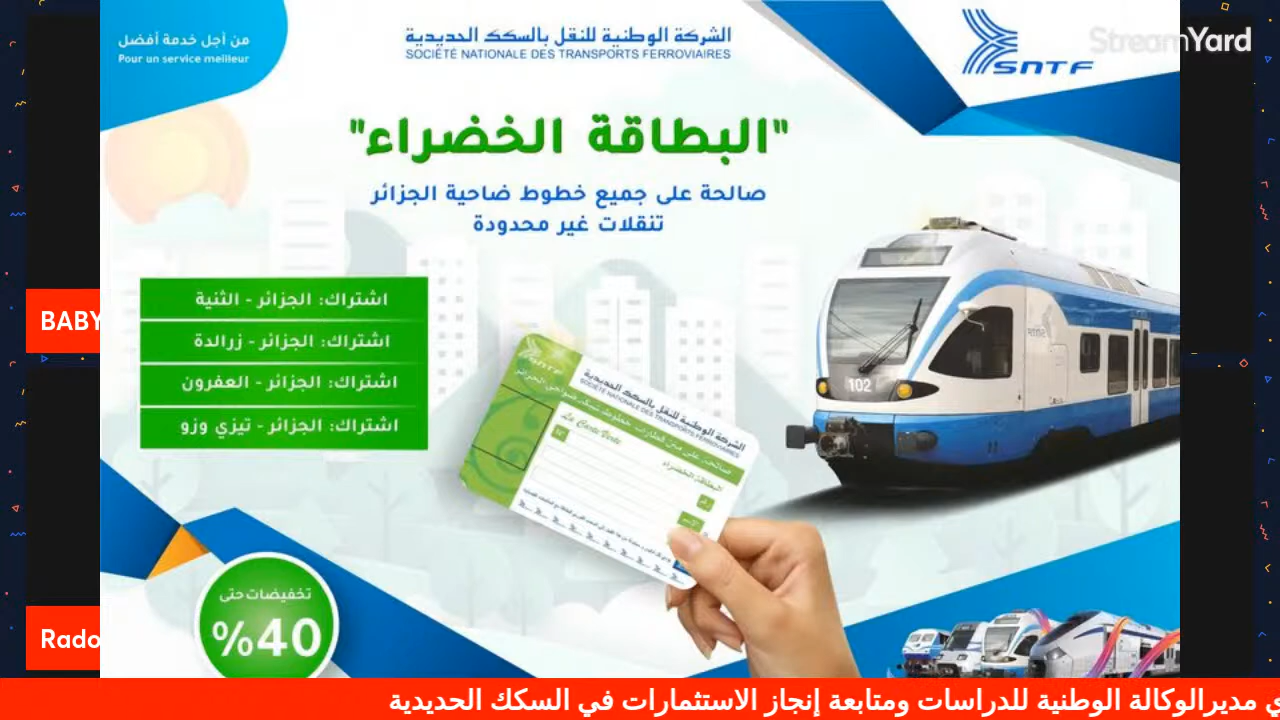 من أجل خدمة أفضل
Pour un service meilleur
الشركة الوطنية للنقل بالسكك الحديدية
SOCIÉTÉ NATIONALE DES TRANSPORTS FERROVIAIRES
SNTF
StreamYard
"البطاقة الخضراء"
صالحة على جميع خطوط ضاحية الجزائر
تنقلات غير محدودة
اشتراك: الجزائر - الثنية
اشتراك: الجزائر - زرالدة
اشتراك: الجزائر - العفرون
اشتراك: الجزائر - تيزي وزو
BABY
102
SNTF
الشركة الوطنية للنقل بالسكك الحديدية
SOCIÉTÉ NATIONALE DES TRANSPORTS FERROVIAIRES
La Carte Verte
البطاقة الخضراء
رقم
الاسم
تخفيضات حتى
%40
Rado
مديرالوكالة الوطنية للدراسات ومتابعة إنجاز الاستثمارات في السكك الحديدية